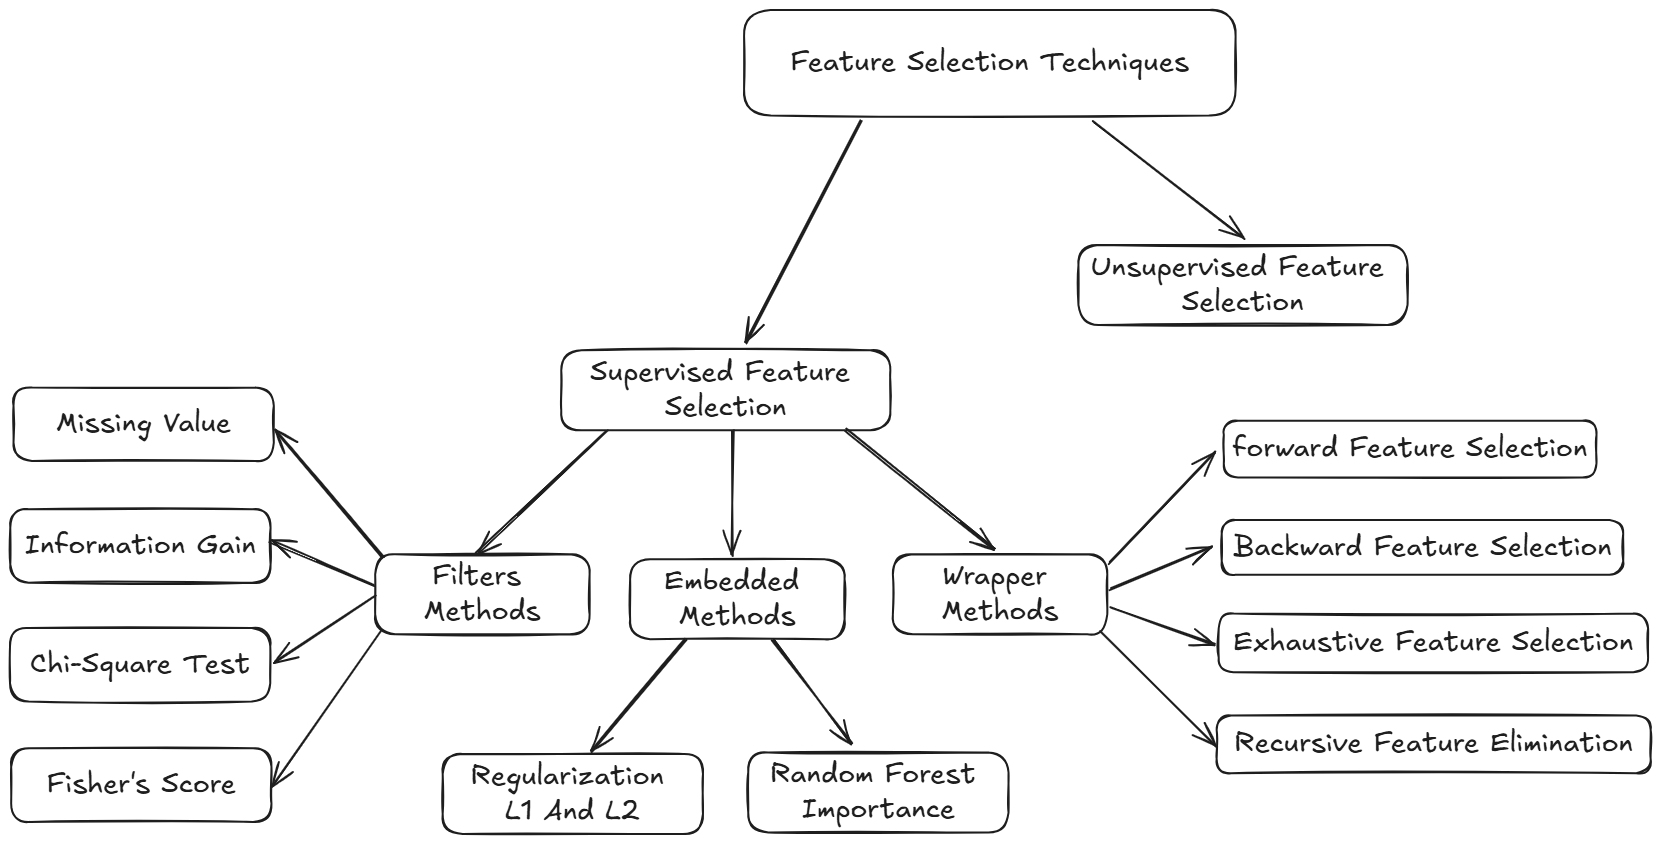 Feature Selection Techniques
Unsupervised Feature
Selection
Supervised Feature
Selection
Missing Value
Information Gain
Chi-Square Test
Fisher's Score
Filters
Methods
Embedded
Methods
Wrapper
Methods
forward Feature Selection
Backward Feature Selection
Exhaustive Feature Selection
Recursive Feature Elimination
Regularization
L1 And L2
Random Forest
Importance